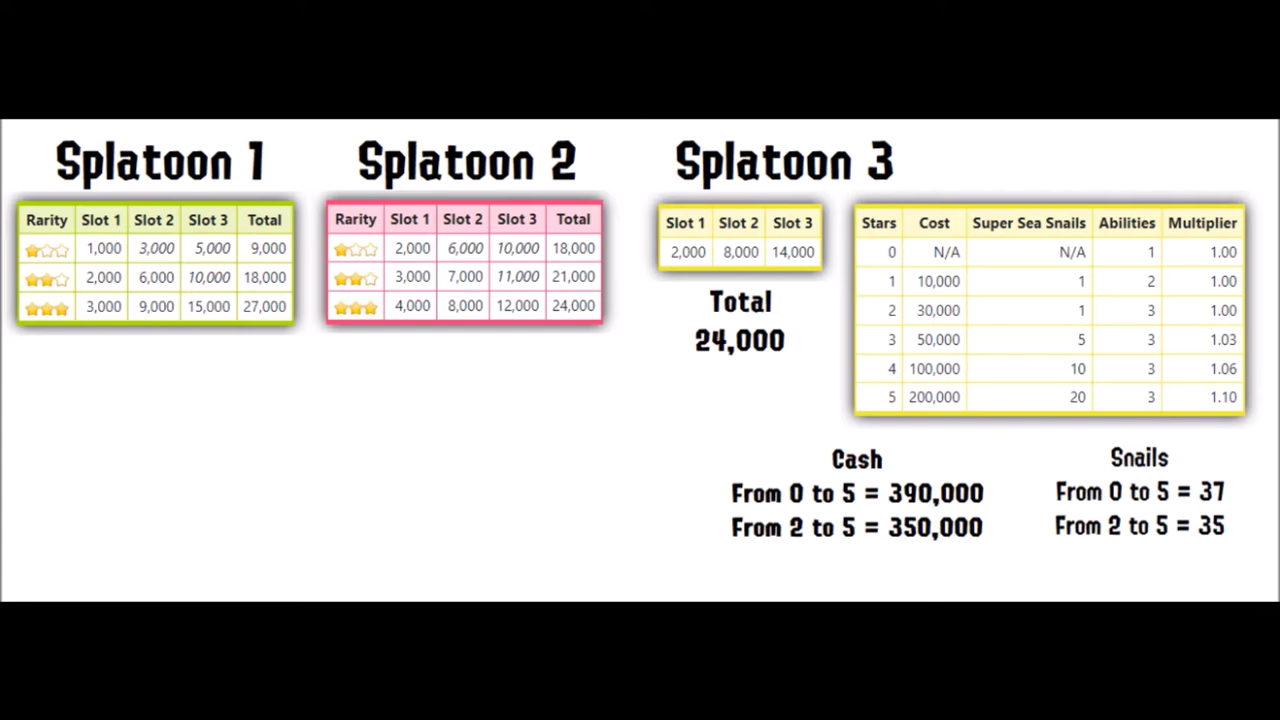 Splatoon 1
Rarity Slot 1 Slot 2 Slot 3 Total
1,000 3,000 5,000 9,000
2,000 6,000 10,000 18,000
3,000 9,000 15,000 27,000
Splatoon 2
Rarity Slot 1 Slot 2 Slot 3 Total
2,000 6,000 10,000 18,000
3,000 7,000 11,000 21,000
4,000 8,000 12,000 24,000
Splatoon 3
Slot 1 Slot 2 Slot 3
2,000 8,000 14,000
Total
24,000
Stars Cost Super Sea Snails Abilities Multiplier
0 N/A N/A 1 1.00
1 10,000 1 2 1.00
2 30,000 1 3 1.00
3 50,000 5 3 1.03
4 100,000 10 3 1.06
5 200,000 20 3 1.10
Cash
From 0 to 5 = 390,000
From 2 to 5 = 350,000
Snails
From 0 to 5 = 37
From 2 to 5 = 35